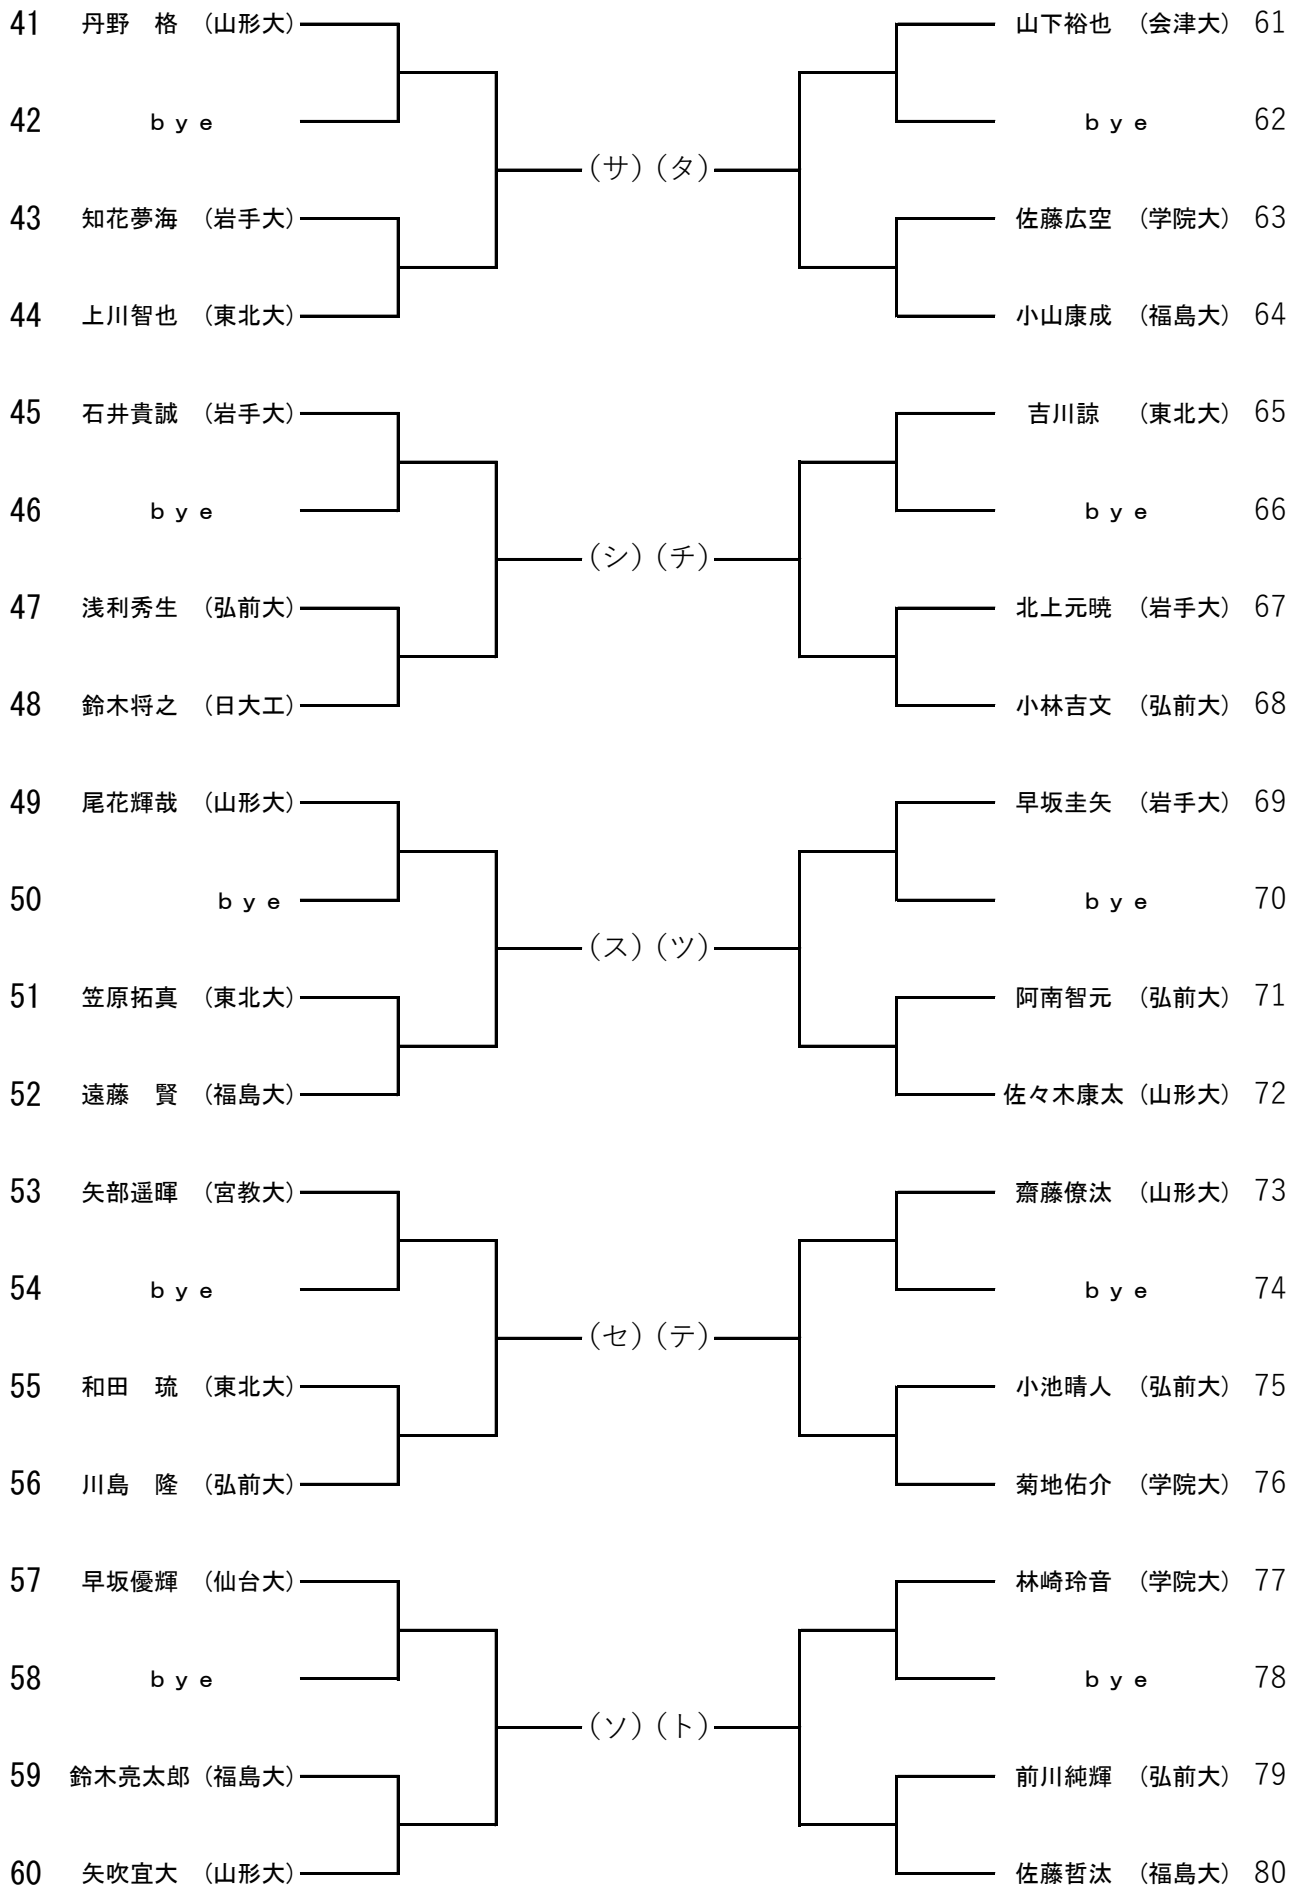 41 丹野　格 （山形大） 山下裕也 （会津大） 61
42 ｂｙｅ ｂｙｅ 62
（サ）（タ）
43 知花夢海 （岩手大） 佐藤広空 （学院大） 63
44 上川智也 （東北大） 小山康成 （福島大） 64
45 石井貴誠 （岩手大） 吉川諒 （東北大） 65
46 ｂｙｅ ｂｙｅ 66
（シ）（チ）
47 浅利秀生 （弘前大） 北上元暁 （岩手大） 67
48 鈴木将之 （日大工） 小林吉文 （弘前大） 68
49 尾花輝哉 （山形大） 早坂圭矢 （岩手大） 69
50 ｂｙｅ ｂｙｅ 70
（ス）（ツ）
51 笠原拓真 （東北大） 阿南智元 （弘前大） 71
52 遠藤　賢 （福島大） 佐々木康太 （山形大） 72
53 矢部遥暉 （宮教大） 齋藤僚汰 （山形大） 73
54 ｂｙｅ ｂｙｅ 74
（セ）（テ）
55 和田　琉 （東北大） 小池晴人 （弘前大） 75
56 川島　隆 （弘前大） 菊地佑介 （学院大） 76
57 早坂優輝 （仙台大） 林崎玲音 （学院大） 77
58 ｂｙｅ ｂｙｅ 78
（ソ）（ト）
59 鈴木亮太郎 （福島大） 前川純輝 （弘前大） 79
60 矢吹宜大 （山形大） 佐藤哲汰 （福島大） 80